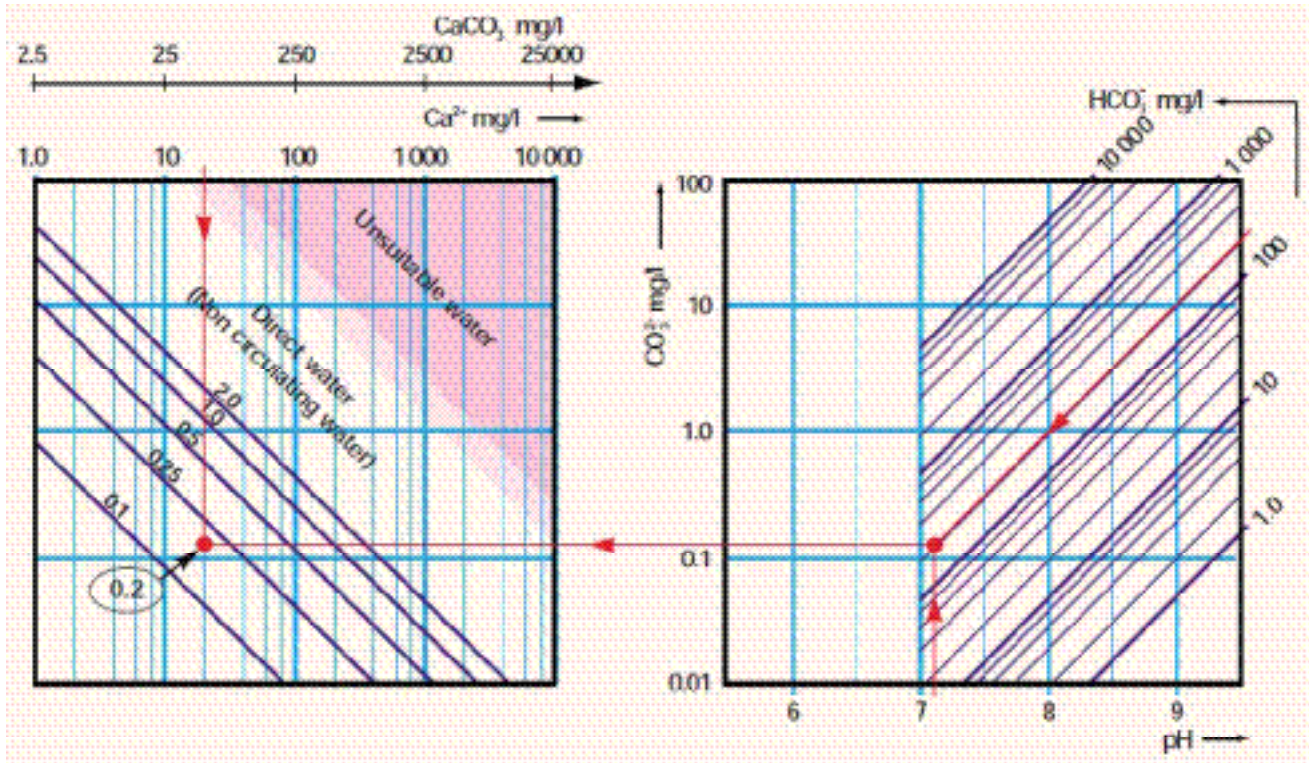 CaCO₃ mg/l
2.5 25 250 2500 25000
Ca²⁺ mg/l
1.0 10 100 1 000 10 000
Unsuitable water
Direct water
(Non circulating water)
2.0
1.0
0.5
0.25
0.1
0.2
HCO₃⁻ mg/l
10 000
1 000
100
10
1.0
CO₃²⁻ mg/l
100
10
1.0
0.1
0.01
6 7 8 9
pH